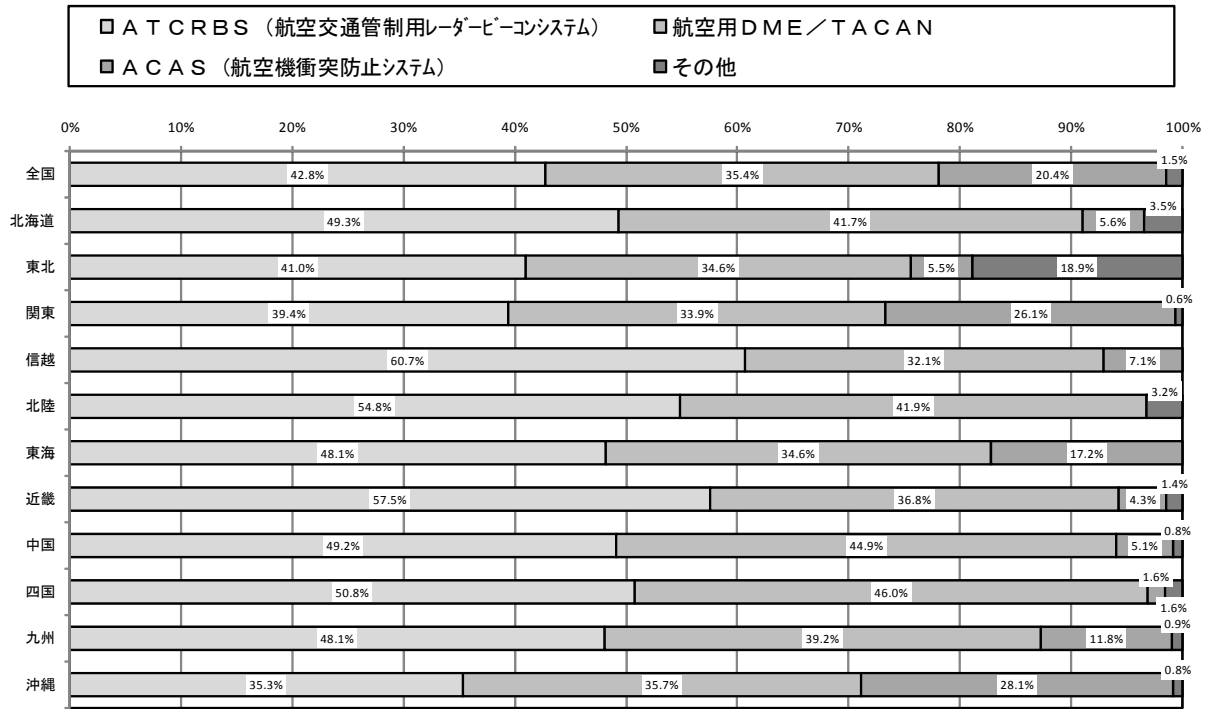 ATCRBS（航空交通管制用レーダービーコンシステム） 航空用DME／TACAN
ACAS（航空機衝突防止システム） その他
0% 10% 20% 30% 40% 50% 60% 70% 80% 90% 100%
全国 42.8% 35.4% 20.4% 1.5%
北海道 49.3% 41.7% 5.6% 3.5%
東北 41.0% 34.6% 5.5% 18.9%
関東 39.4% 33.9% 26.1% 0.6%
信越 60.7% 32.1% 7.1%
北陸 54.8% 41.9% 3.2%
東海 48.1% 34.6% 17.2%
近畿 57.5% 36.8% 4.3% 1.4%
中国 49.2% 44.9% 5.1% 0.8%
四国 50.8% 46.0% 1.6% 1.6%
九州 48.1% 39.2% 11.8% 0.9%
沖縄 35.3% 35.7% 28.1% 0.8%